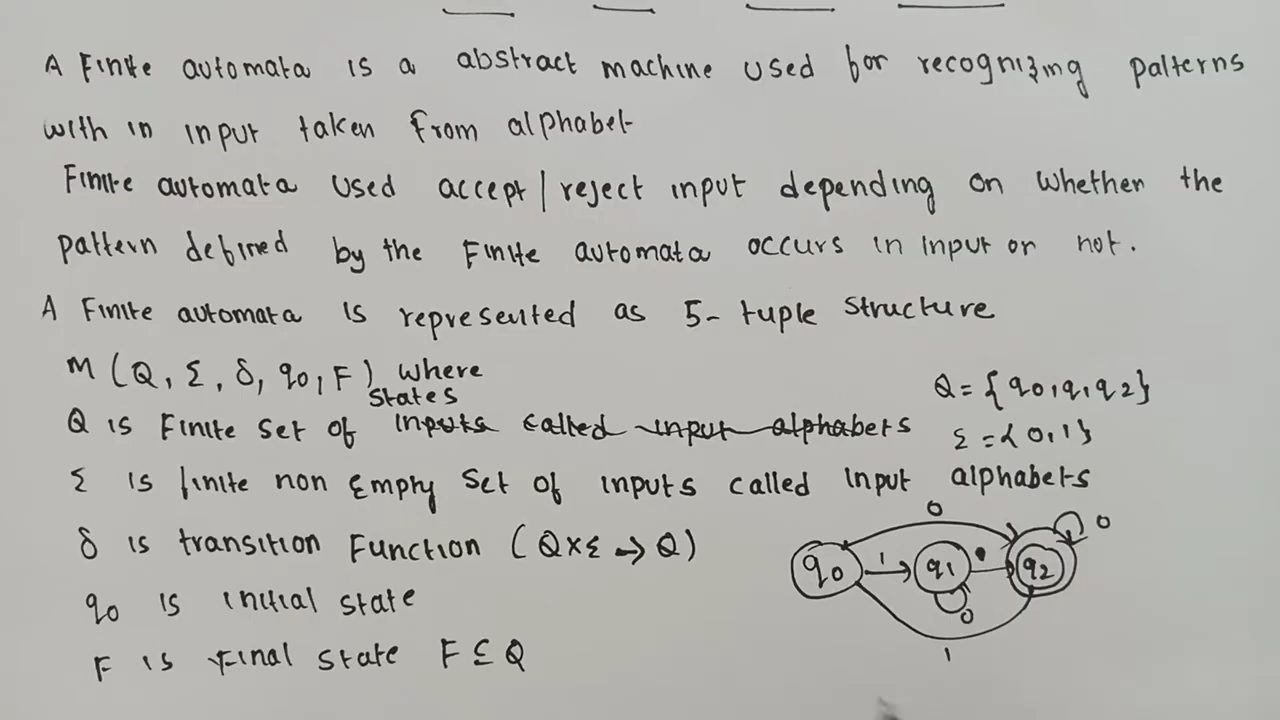 A Finite automata is a abstract machine used for recognizing patterns
with in input taken from alphabet
Finite automata used accept/reject input depending on whether the
pattern defined by the Finite automata occurs in input or not.
A Finite automata is represented as 5-tuple structure
M (Q, Σ, δ, q0, F) where
states
Q is Finite set of inputs called input alphabets
Q = {q0, q, q2}
Σ = {0, 1}
Σ is finite non empty set of inputs called input alphabets
δ is transition Function (Q×Σ → Q)
q0 is initial state
F is Final state F ⊆ Q
0
0
q0 1 q1 q2
0
1